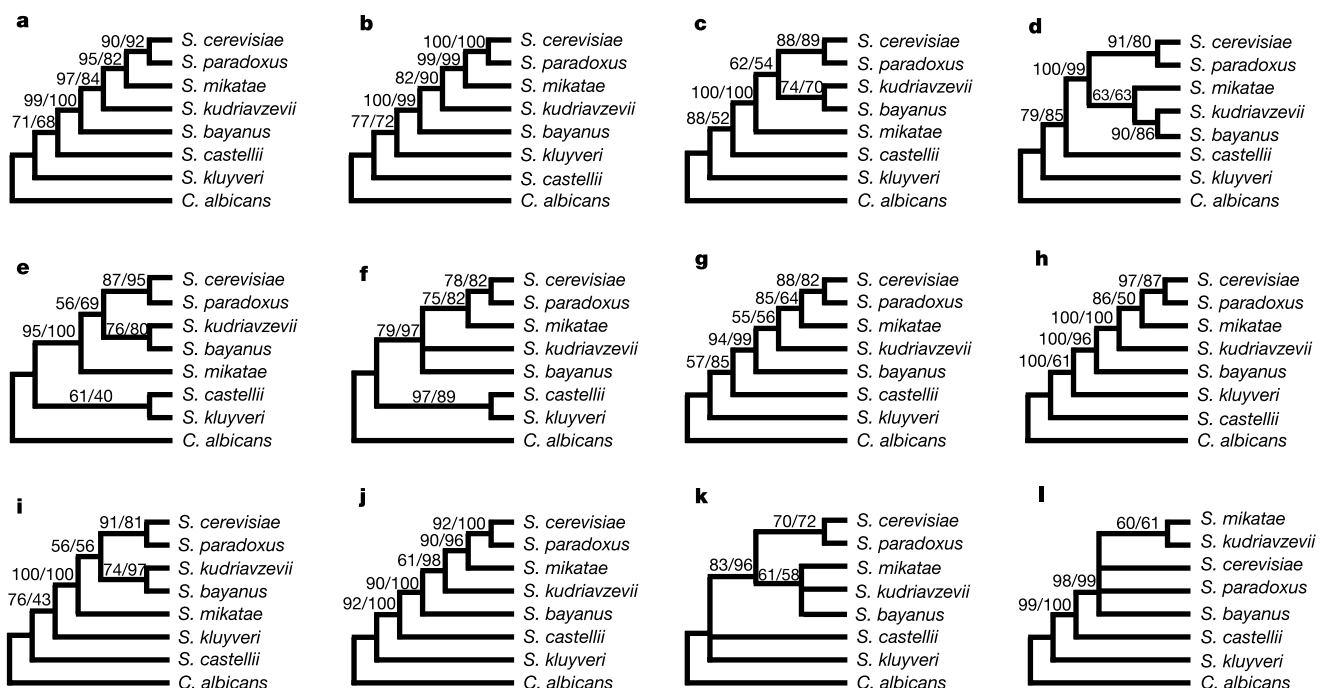 a
90/92
S. cerevisiae
95/82
S. paradoxus
97/84
S. mikatae
99/100
S. kudriavzevii
71/68
S. bayanus
S. castellii
S. kluyveri
C. albicans
b
100/100
S. cerevisiae
99/99
S. paradoxus
82/90
S. mikatae
100/99
S. kudriavzevii
77/72
S. bayanus
S. kluyveri
S. castellii
C. albicans
c
88/89
S. cerevisiae
62/54
S. paradoxus
74/70
S. kudriavzevii
100/100
S. bayanus
88/52
S. mikatae
S. castellii
S. kluyveri
C. albicans
d
91/80
S. cerevisiae
100/99
S. paradoxus
63/63
S. mikatae
79/85
S. kudriavzevii
90/86
S. bayanus
S. castellii
S. kluyveri
C. albicans
e
87/95
S. cerevisiae
56/69
S. paradoxus
76/80
S. kudriavzevii
95/100
S. bayanus
S. mikatae
61/40
S. castellii
S. kluyveri
C. albicans
f
78/82
S. cerevisiae
75/82
S. paradoxus
S. mikatae
79/97
S. kudriavzevii
S. bayanus
97/89
S. castellii
S. kluyveri
C. albicans
g
88/82
S. cerevisiae
85/64
S. paradoxus
55/56
S. mikatae
94/99
S. kudriavzevii
57/85
S. bayanus
S. castellii
S. kluyveri
C. albicans
h
97/87
S. cerevisiae
86/50
S. paradoxus
100/100
S. mikatae
100/96
S. kudriavzevii
100/61
S. bayanus
S. kluyveri
S. castellii
C. albicans
i
91/81
S. cerevisiae
56/56
S. paradoxus
74/97
S. kudriavzevii
100/100
S. bayanus
76/43
S. mikatae
S. kluyveri
S. castellii
C. albicans
j
92/100
S. cerevisiae
90/96
S. paradoxus
61/98
S. mikatae
90/100
S. kudriavzevii
92/100
S. bayanus
S. castellii
S. kluyveri
C. albicans
k
70/72
S. cerevisiae
S. paradoxus
83/96
61/58
S. mikatae
S. kudriavzevii
S. bayanus
S. castellii
S. kluyveri
C. albicans
l
60/61
S. mikatae
S. kudriavzevii
S. cerevisiae
98/99
S. paradoxus
99/100
S. bayanus
S. castellii
S. kluyveri
C. albicans